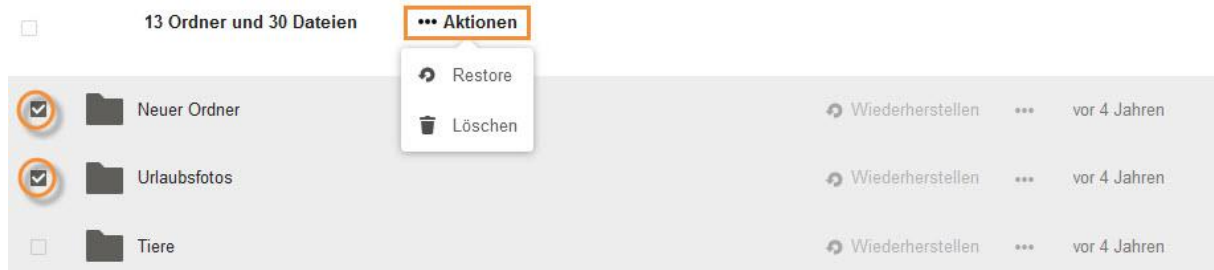 13 Ordner und 30 Dateien ••• Aktionen
Restore
Löschen
Neuer Ordner Wiederherstellen ••• vor 4 Jahren
Urlaubsfotos Wiederherstellen ••• vor 4 Jahren
Tiere Wiederherstellen ••• vor 4 Jahren